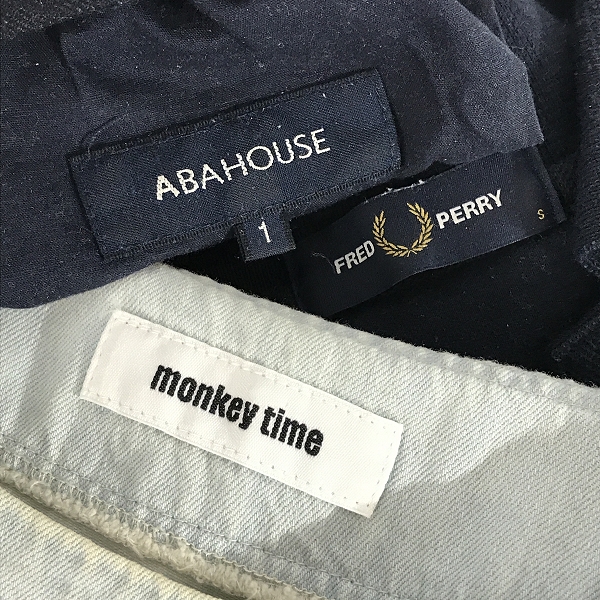 ABAHOUSE
1
FRED PERRY
S
monkey time